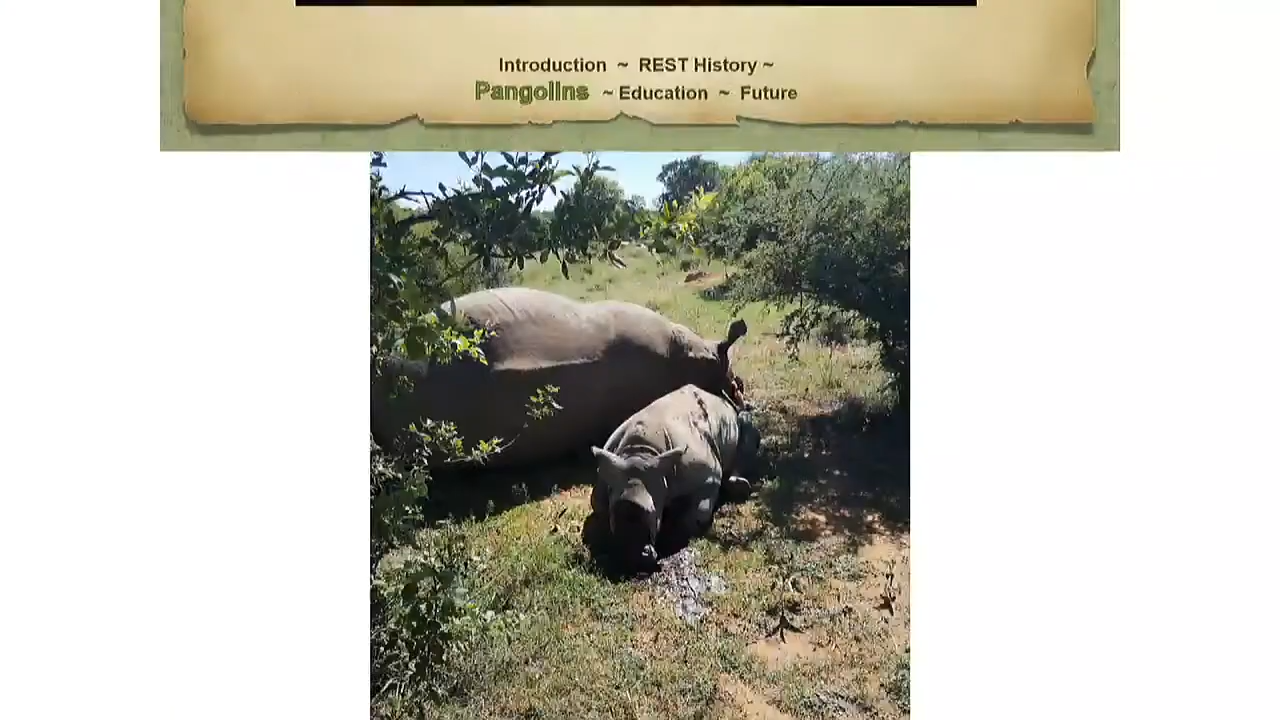 Introduction ~ REST History ~
Pangolins ~ Education ~ Future